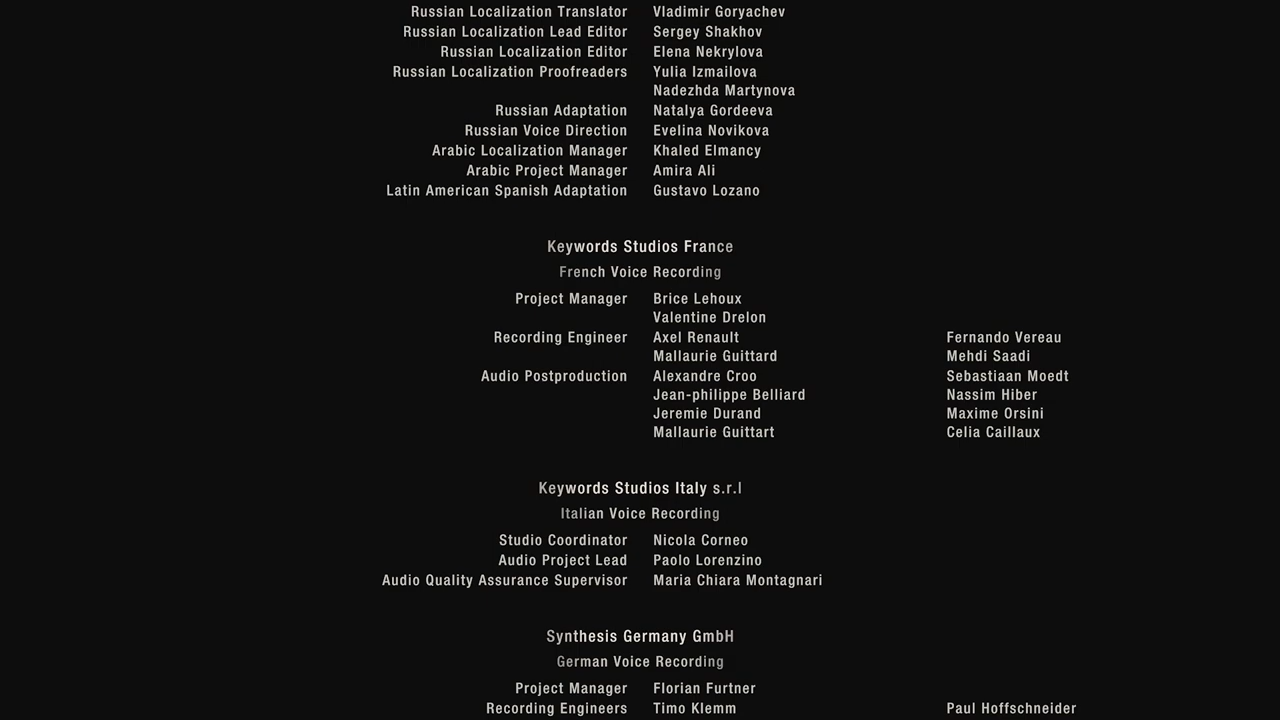 Russian Localization Translator Vladimir Goryachev
Russian Localization Lead Editor Sergey Shakhov
Russian Localization Editor Elena Nekrylova
Russian Localization Proofreaders Yulia Izmailova
Nadezhda Martynova
Russian Adaptation Natalya Gordeeva
Russian Voice Direction Evelina Novikova
Arabic Localization Manager Khaled Elmancy
Arabic Project Manager Amira Ali
Latin American Spanish Adaptation Gustavo Lozano
Keywords Studios France
French Voice Recording
Project Manager Brice Lehoux
Valentine Drelon
Recording Engineer Axel Renault Fernando Vereau
Mallaurie Guittard Mehdi Saadi
Audio Postproduction Alexandre Croo Sebastiaan Moedt
Jean-philippe Belliard Nassim Hiber
Jeremie Durand Maxime Orsini
Mallaurie Guittart Celia Caillaux
Keywords Studios Italy s.r.l
Italian Voice Recording
Studio Coordinator Nicola Corneo
Audio Project Lead Paolo Lorenzino
Audio Quality Assurance Supervisor Maria Chiara Montagnari
Synthesis Germany GmbH
German Voice Recording
Project Manager Florian Furtner
Recording Engineers Timo Klemm Paul Hoffschneider